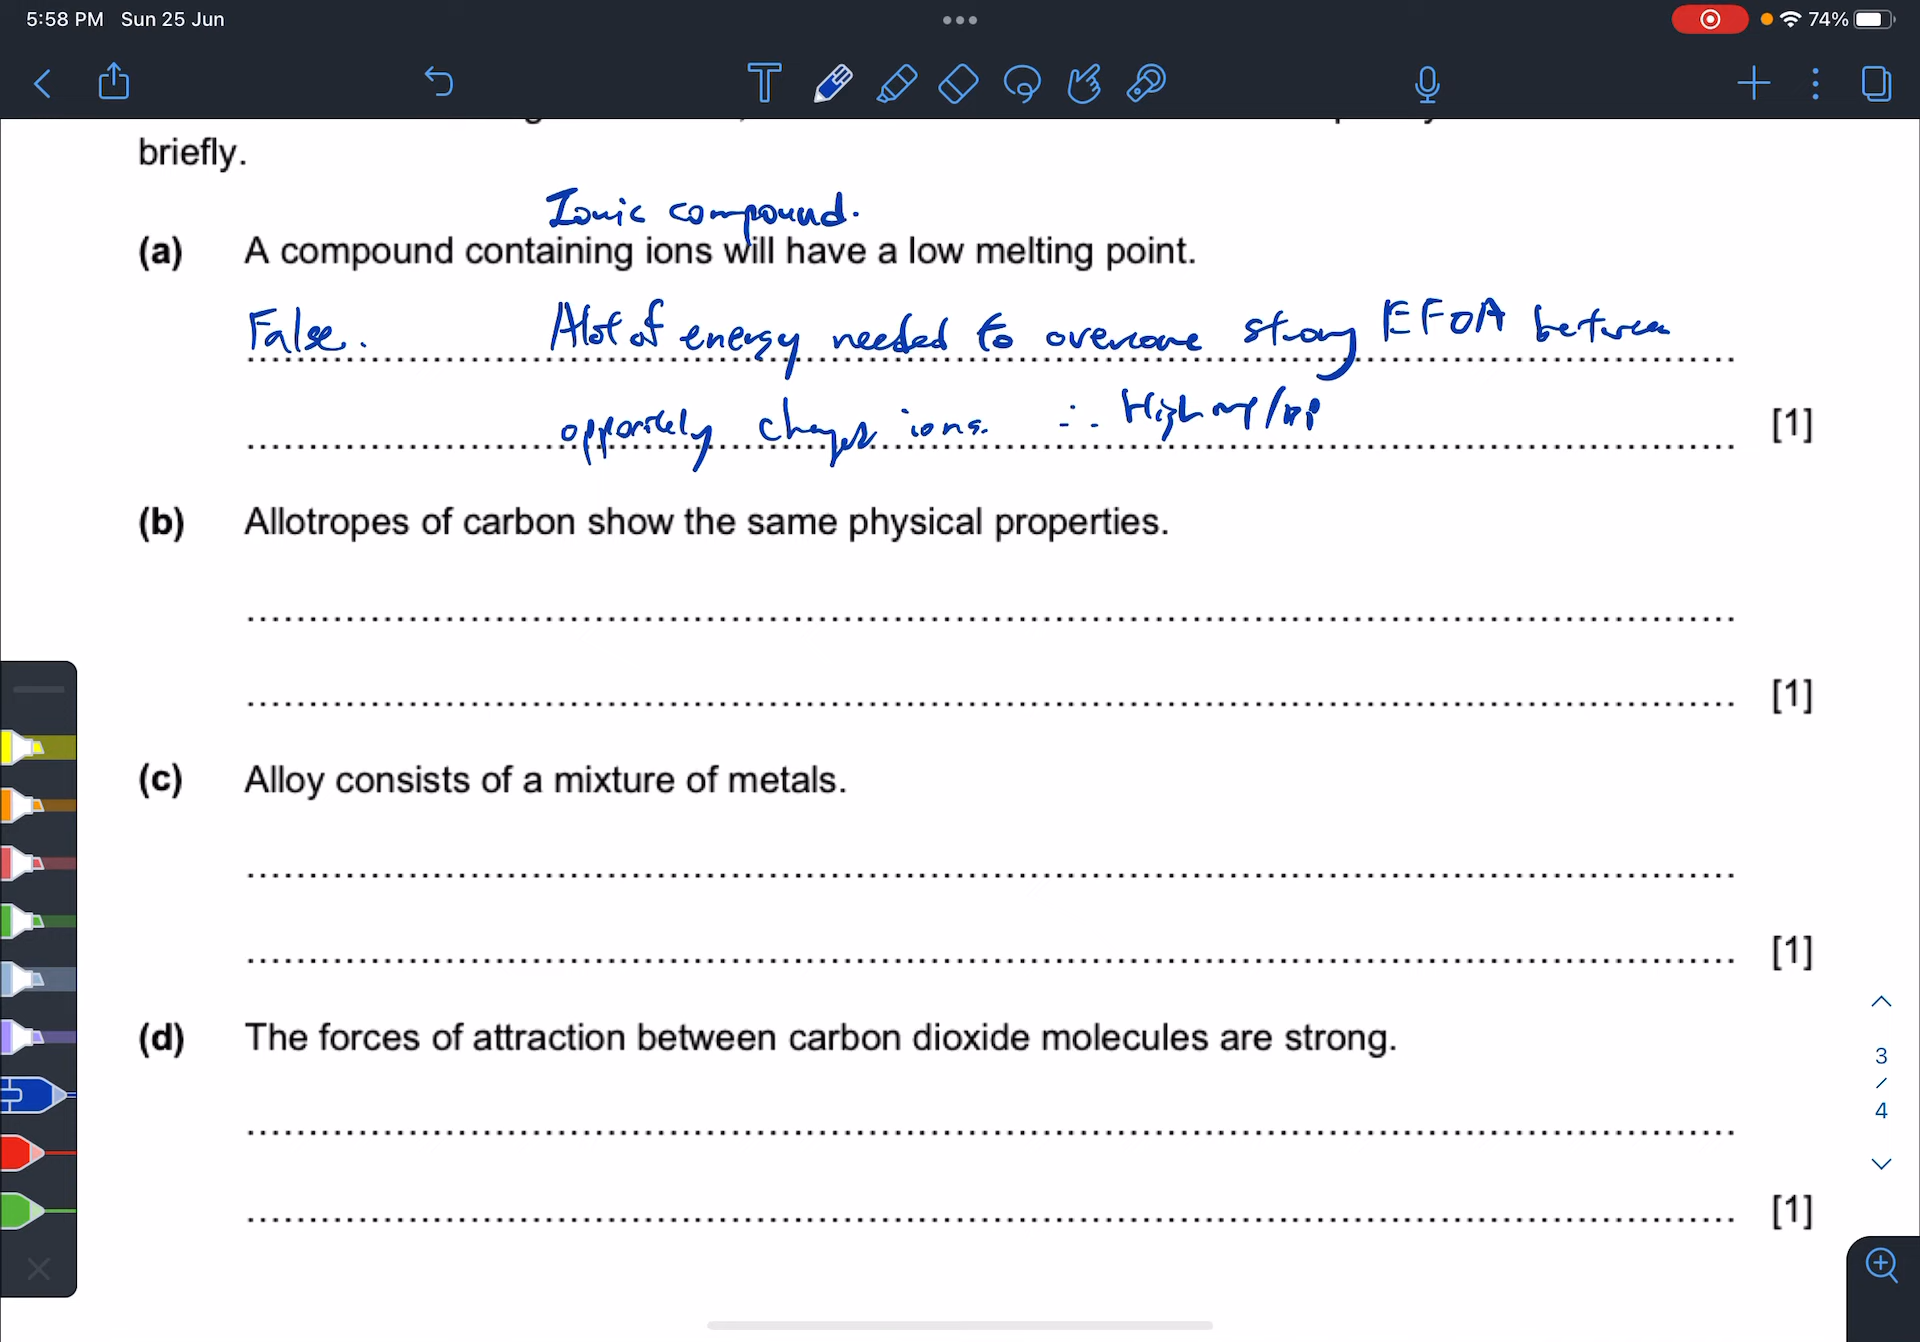 5:58 PM Sun 25 Jun
74%
briefly.
Ionic compound.
(a) A compound containing ions will have a low melting point.
False. Alot of energy needed to overcome strong EFOA between
oppositely charged ions. ∴ High mp/bp
[1]
(b) Allotropes of carbon show the same physical properties.
[1]
(c) Alloy consists of a mixture of metals.
[1]
(d) The forces of attraction between carbon dioxide molecules are strong.
[1]
3
/
4